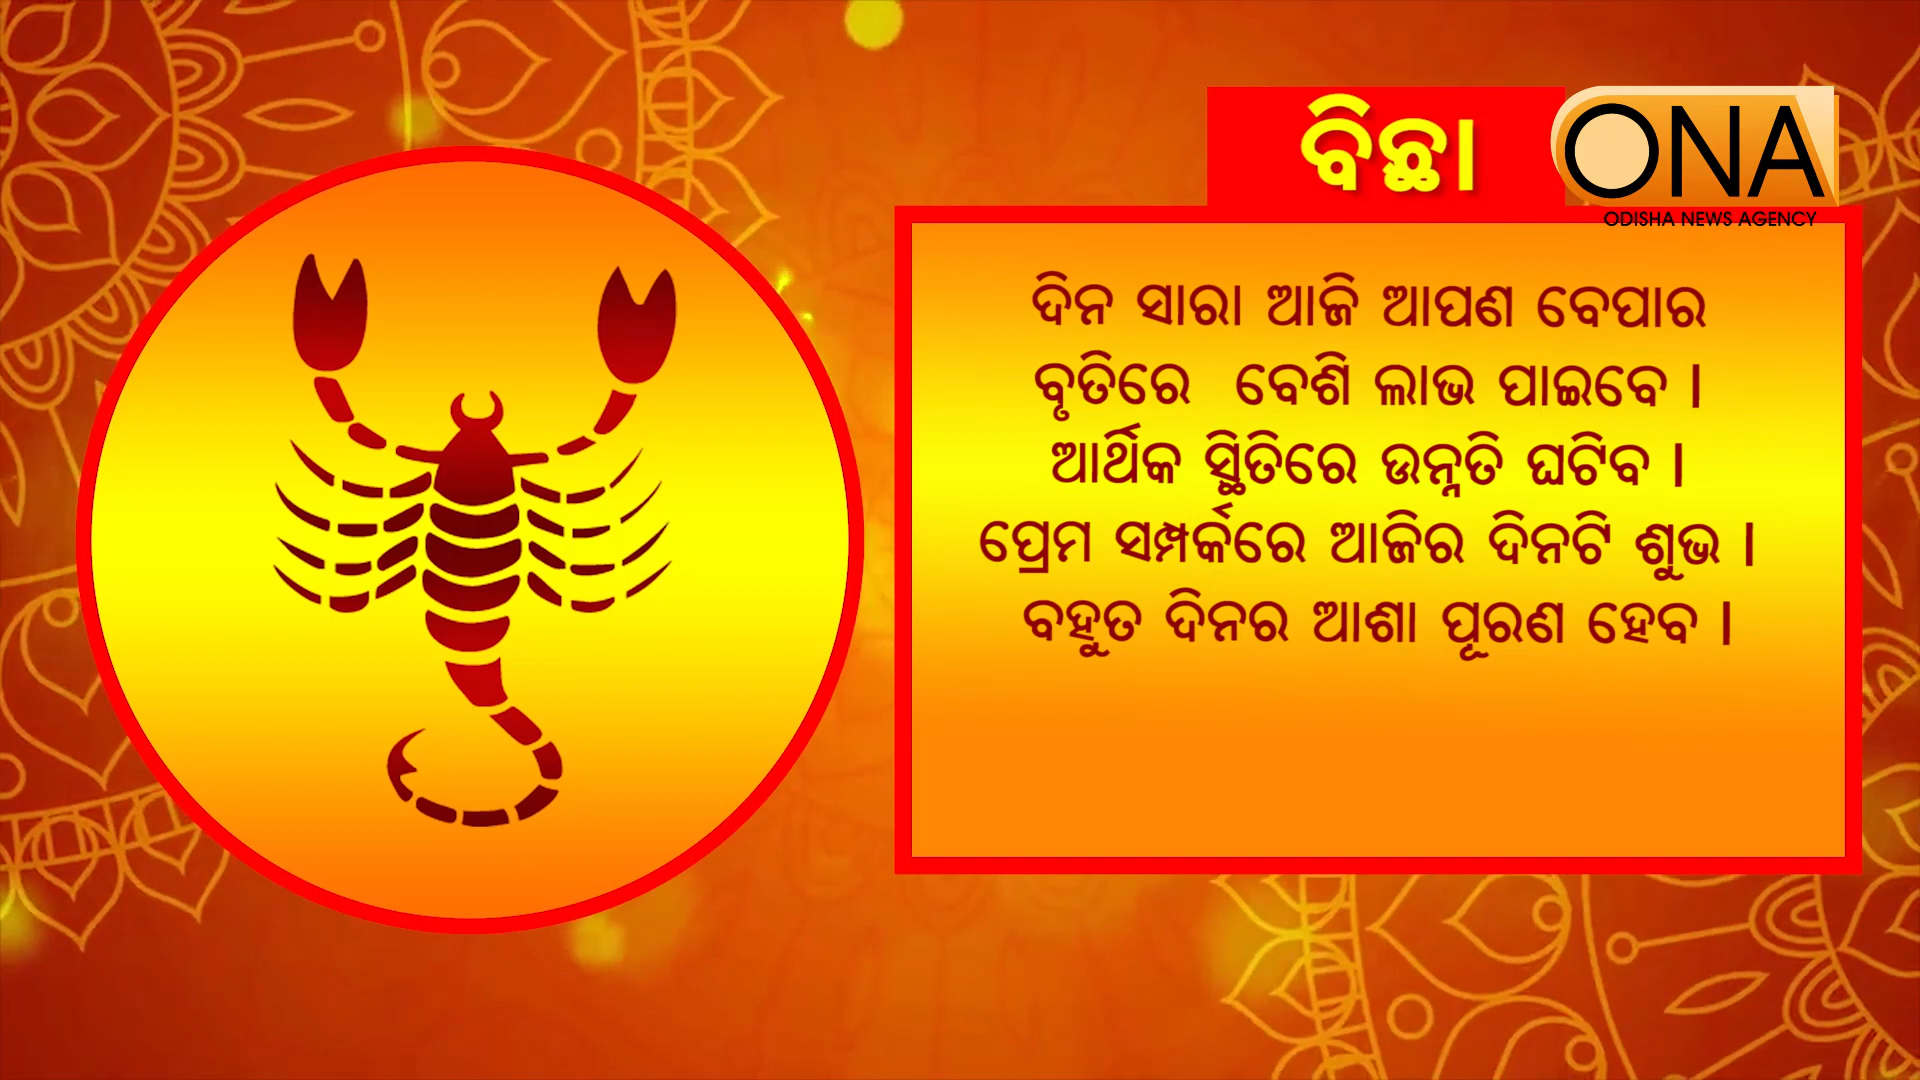 ବିଛା
ONA
ODISHA NEWS AGENCY
ଦିନ ସାରା ଆଜି ଆପଣ ବେପାର
ବୃତିରେ ବେଶି ଲାଭ ପାଇବେ ।
ଆର୍ଥିକ ସ୍ଥିତିରେ ଉନ୍ନତି ଘଟିବ ।
ପ୍ରେମ ସମ୍ପର୍କରେ ଆଜିର ଦିନଟି ଶୁଭ ।
ବହୁତ ଦିନର ଆଶା ପୂରଣ ହେବ ।